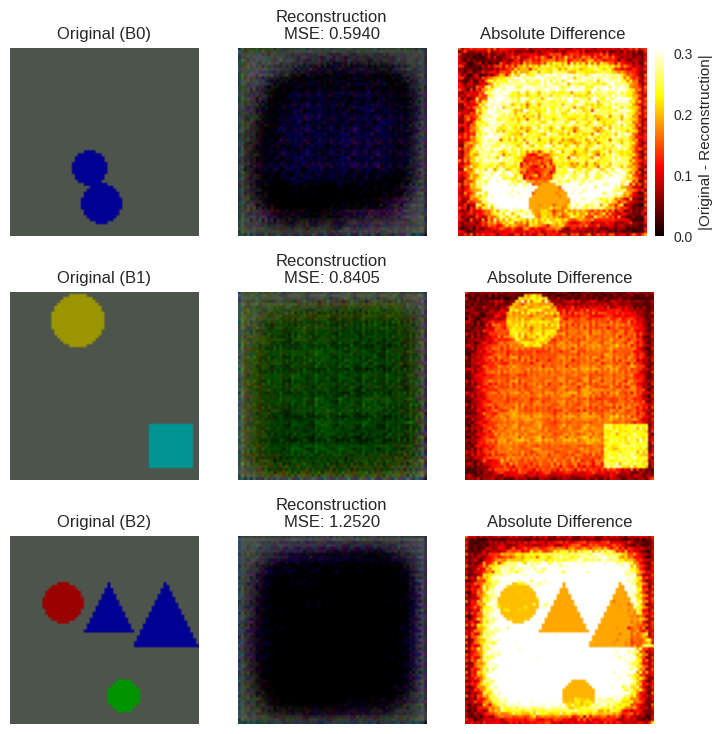 Original (B0)
Reconstruction
MSE: 0.5940
Absolute Difference
0.3
0.2
0.1
0.0
|Original - Reconstruction|
Original (B1)
Reconstruction
MSE: 0.8405
Absolute Difference
Original (B2)
Reconstruction
MSE: 1.2520
Absolute Difference